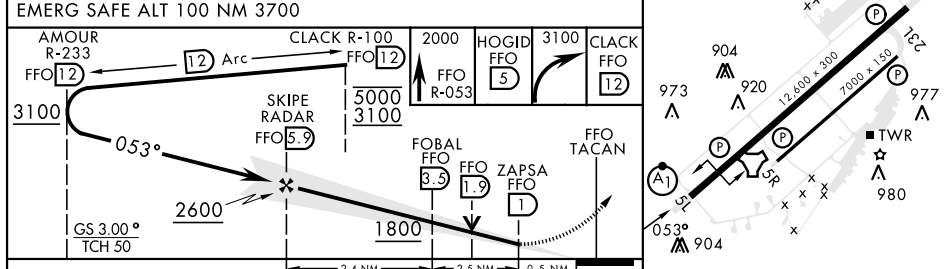 EMERG SAFE ALT 100 NM 3700
AMOUR
R-233
FFO 12
12 Arc
CLACK R-100
FFO 12
2000
FFO
R-053
HOGID
FFO
5
3100
CLACK
FFO
12
3100
5000
3100
053°
SKIPE
RADAR
FFO 5.9
2600
FOBAL
FFO
3.5
FFO
1.9
ZAPSA
FFO
1
FFO
TACAN
1800
GS 3.00°
TCH 50
2.4 NM
2.5 NM
0.5 NM
P
23L
904
920
973
12,600 x 300
7000 x 150
P
977
P
P
TWR
980
A1
5L
5R
053°
904
x
x
x
x
x
x